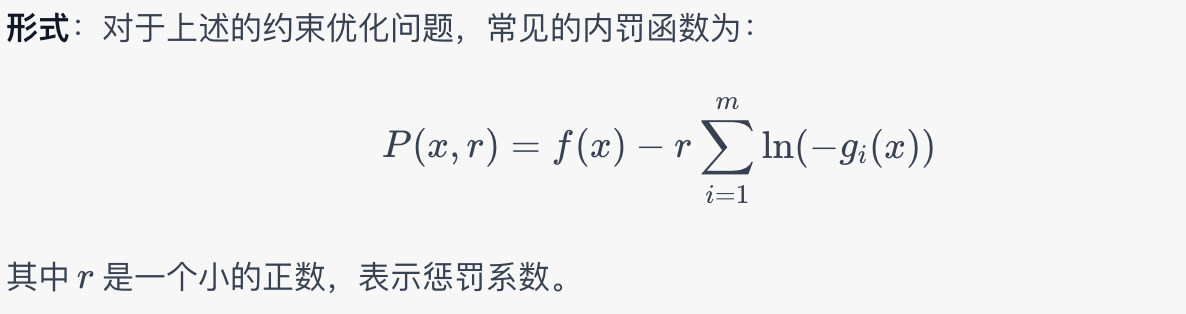 形式：对于上述的约束优化问题，常见的内罚函数为：
P(x, r) = f(x) − r ∑_{i=1}^{m} ln(−g_i(x))
其中 r 是一个小的正数，表示惩罚系数。